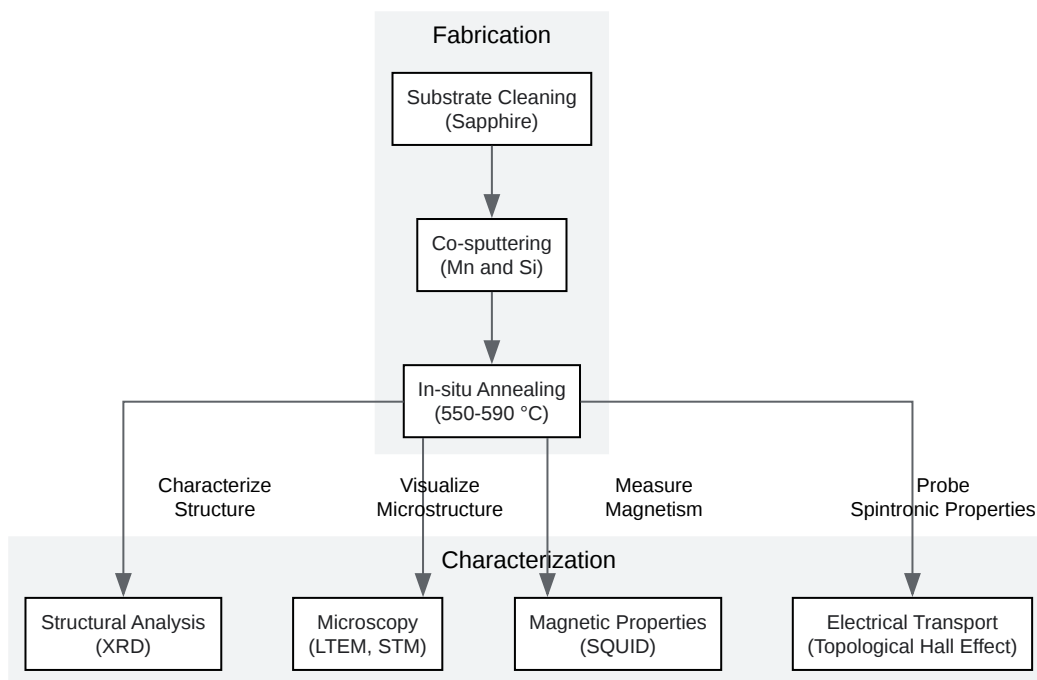 Fabrication
Substrate Cleaning
(Sapphire)
Co-sputtering
(Mn and Si)
In-situ Annealing
(550-590 °C)
Characterize
Structure
Visualize
Microstructure
Measure
Magnetism
Probe
Spintronic Properties
Characterization
Structural Analysis
(XRD)
Microscopy
(LTEM, STM)
Magnetic Properties
(SQUID)
Electrical Transport
(Topological Hall Effect)